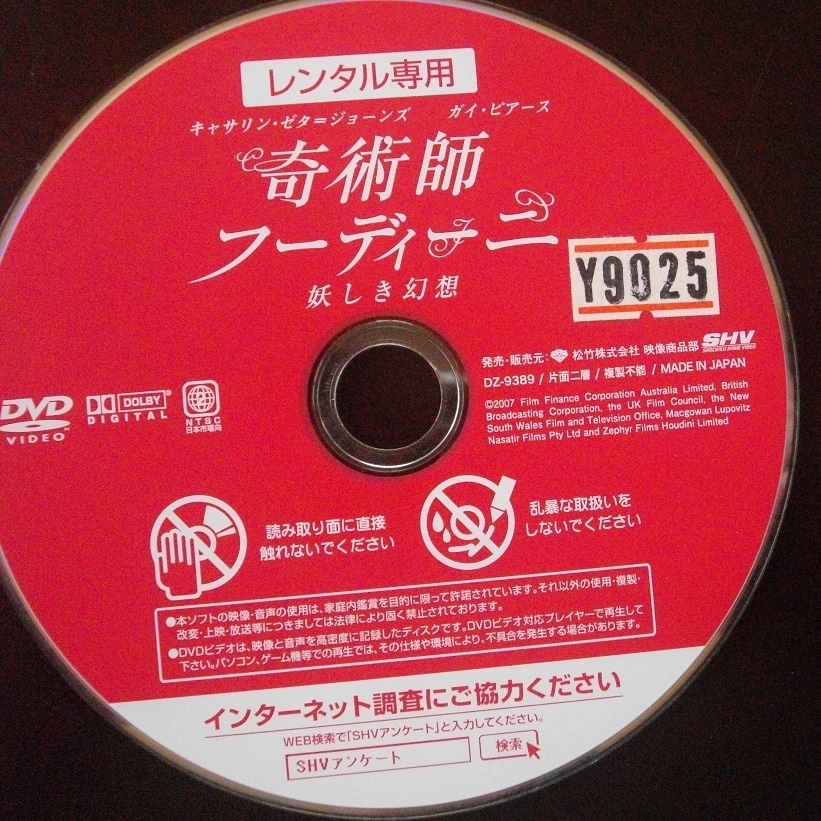 レンタル専用
キャサリン・ゼタ=ジョーンズ ガイ・ピアース
奇術師
フーディーニ
妖しき幻想
Y9025
発売・販売元: 松竹株式会社 映像商品部 SHV
SHOCHIKU HOME VIDEO
DZ-9389 / 片面二層 / 複製不能 / MADE IN JAPAN
©2007 Film Finance Corporation Australia Limited, British
Broadcasting Corporation, the UK Film Council, the New
South Wales Film and Television Office, Macgowan Lupovitz
Nasatir Films Pty Ltd and Zephyr Films Houdini Limited
DVD
VIDEO
DOLBY
DIGITAL
2
NTSC
日本市場向
読み取り面に直接
触れないでください
乱暴な取扱いを
しないでください
●本ソフトの映像・音声の使用は、家庭内鑑賞を目的に限って許諾されています。それ以外の使用・複製・
改変・上映・放送等につきましては法律により固く禁止されております。
●DVDビデオは、映像と音声を高密度に記録したディスクです。DVDビデオ対応プレイヤーで再生して
下さい。パソコン、ゲーム機等での再生では、その仕様や環境により、不具合を発生する場合があります。
インターネット調査にご協力ください
WEB検索で「SHVアンケート」と入力してください。
SHVアンケート
検索